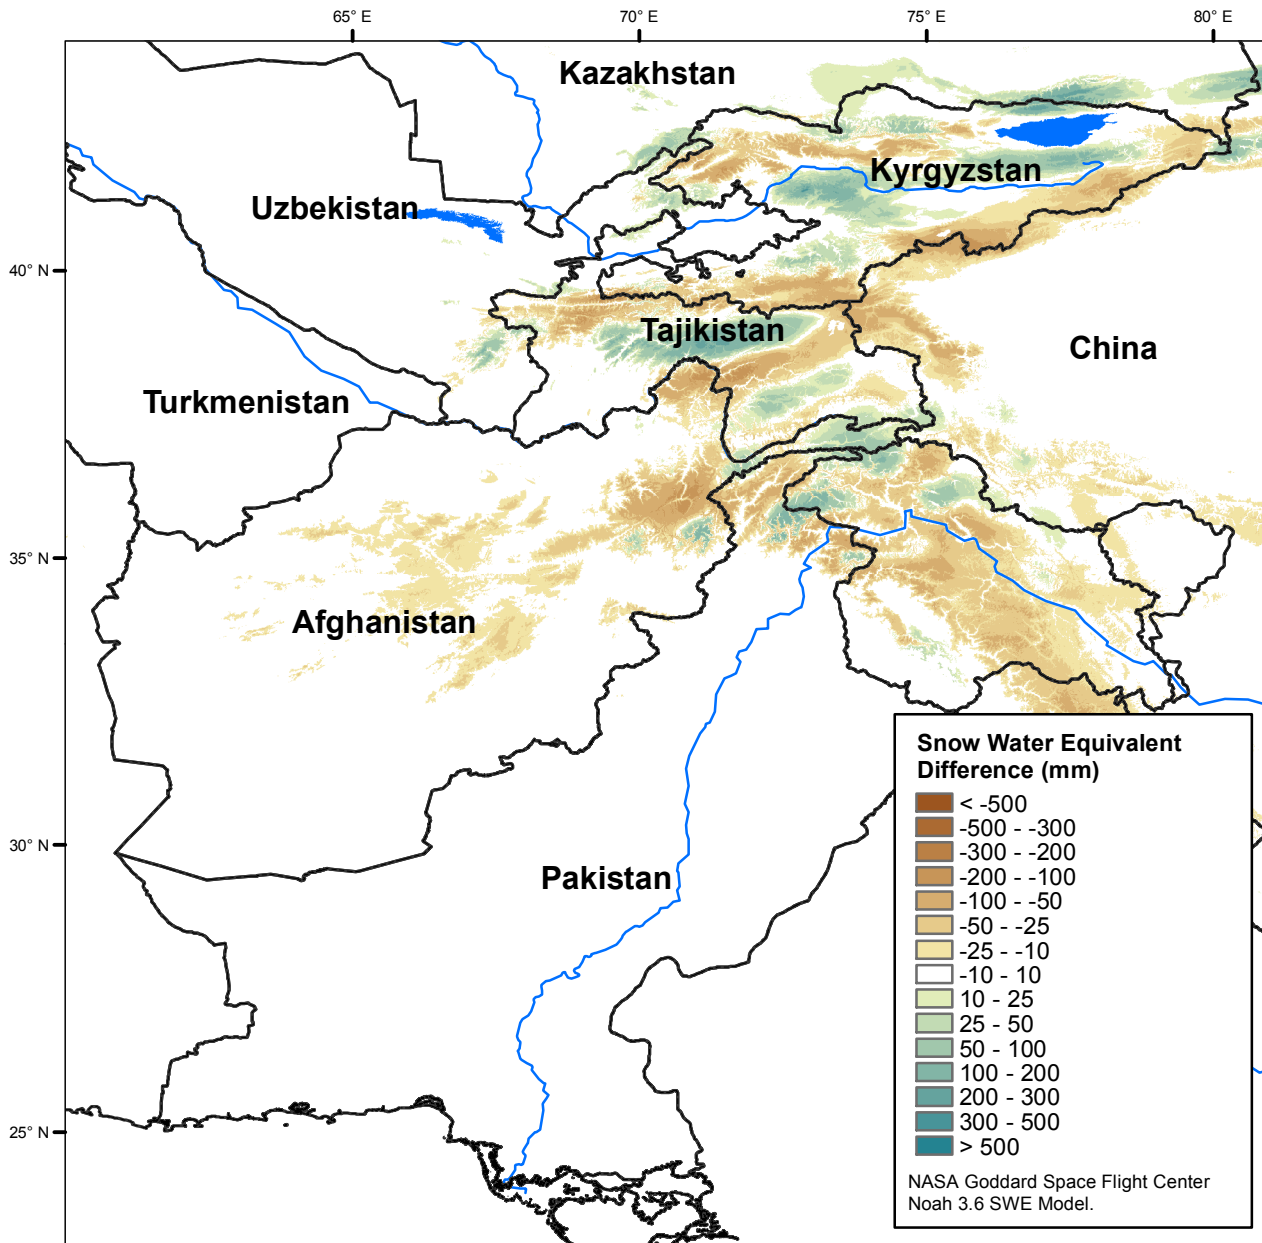 65° E
70° E
75° E
80° E
Kazakhstan
Kyrgyzstan
Uzbekistan
40° N
Tajikistan
China
Turkmenistan
35° N
Afghanistan
Snow Water Equivalent
Difference (mm)
< -500
-500 - -300
-300 - -200
-200 - -100
-100 - -50
-50 - -25
-25 - -10
-10 - 10
10 - 25
25 - 50
50 - 100
100 - 200
200 - 300
300 - 500
> 500
NASA Goddard Space Flight Center
Noah 3.6 SWE Model.
30° N
Pakistan
25° N